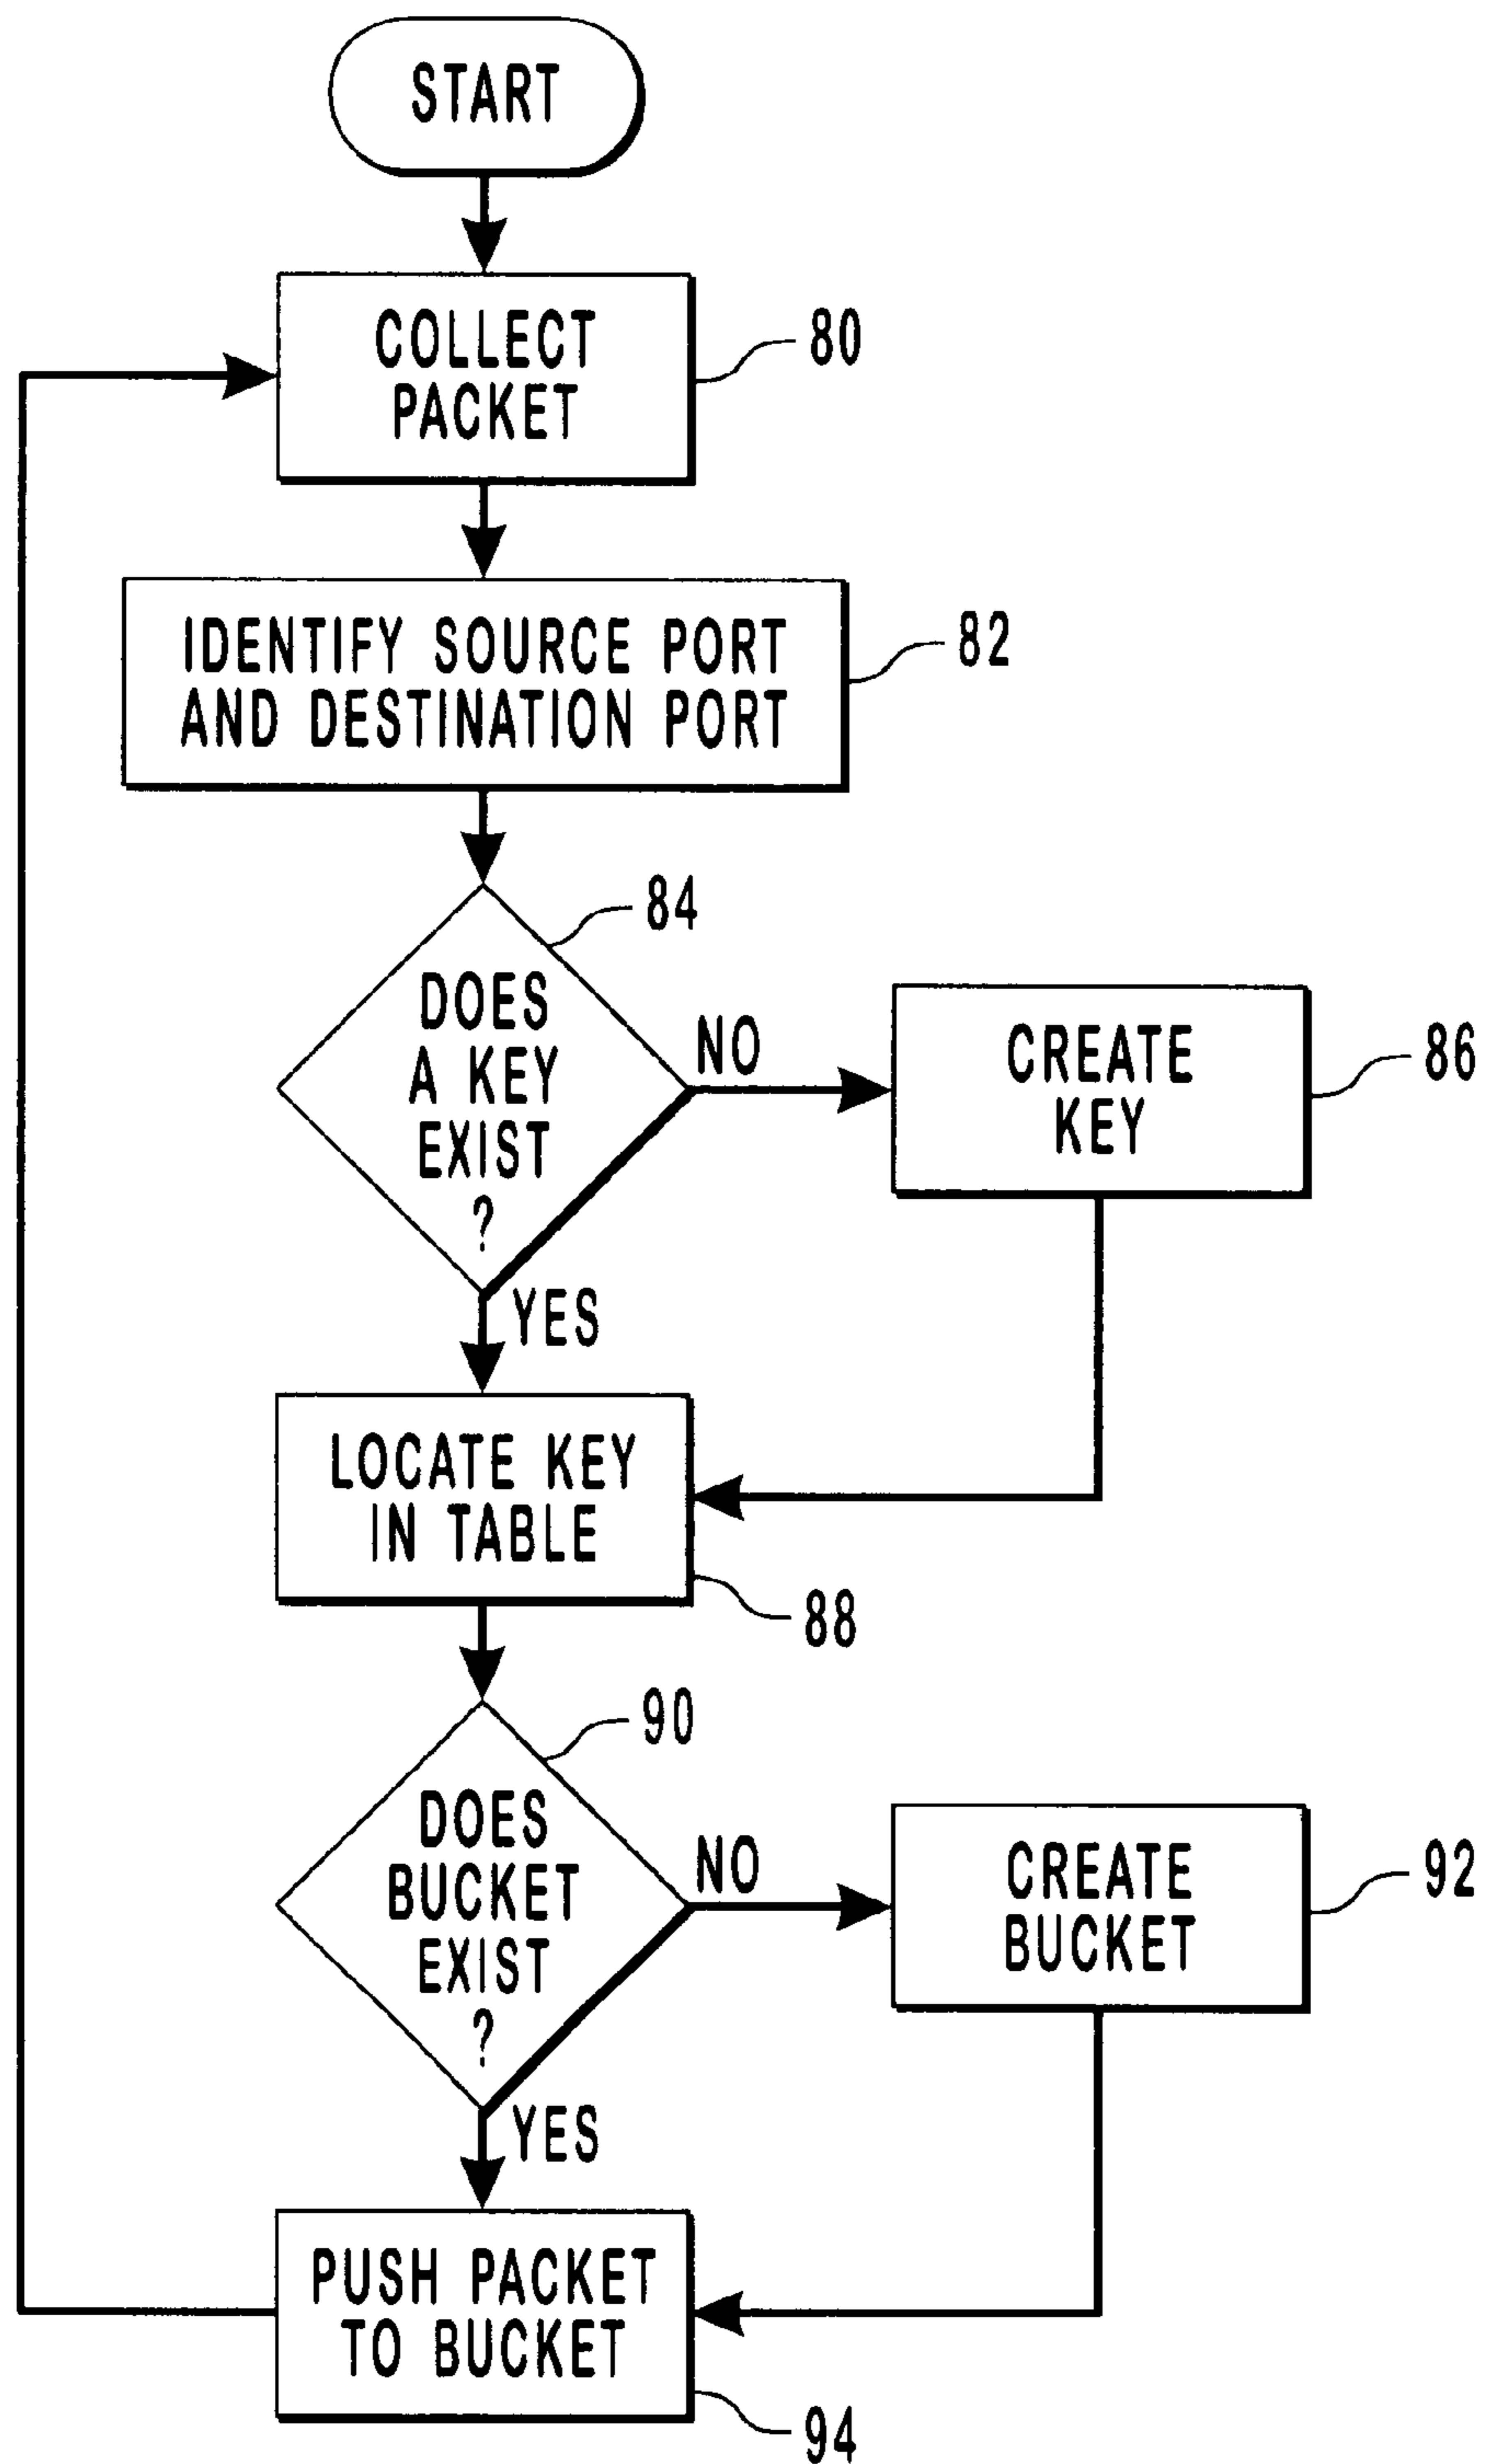 START
COLLECT
PACKET
80
IDENTIFY SOURCE PORT
AND DESTINATION PORT
82
84
DOES
A KEY
EXIST
?
NO
YES
CREATE
KEY
86
LOCATE KEY
IN TABLE
88
90
DOES
BUCKET
EXIST
?
NO
YES
CREATE
BUCKET
92
PUSH PACKET
TO BUCKET
94